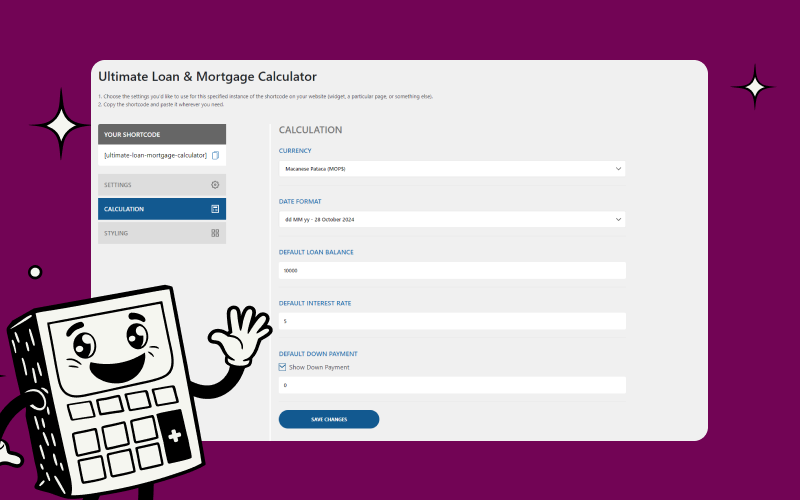 Ultimate Loan & Mortgage Calculator
1. Choose the settings you'd like to use for this specified instance of the shortcode on your website (widget, a particular page, or something else).
2. Copy the shortcode and paste it wherever you need.
YOUR SHORTCODE
[ultimate-loan-mortgage-calculator]
SETTINGS
CALCULATION
STYLING
CALCULATION
CURRENCY
Macanese Pataca (MOP$)
DATE FORMAT
dd MM yy - 28 October 2024
DEFAULT LOAN BALANCE
10000
DEFAULT INTEREST RATE
5
DEFAULT DOWN PAYMENT
Show Down Payment
0
SAVE CHANGES